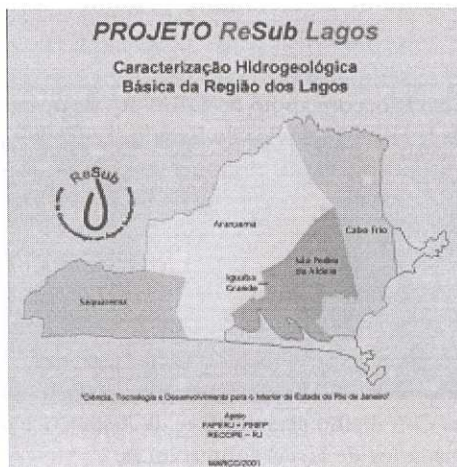 PROJETO ReSub Lagos
Caracterização Hidrogeológica
Básica da Região dos Lagos
ReSub
Araruama
Cabo Frio
São Pedro
da Aldeia
Iguaba
Grande
Saquarema
"Ciência, Tecnologia e Desenvolvimento para o Interior do Estado do Rio de Janeiro"
Apoio
FAPERJ - FINEP
RECOPE - RJ
MARÇO/2001